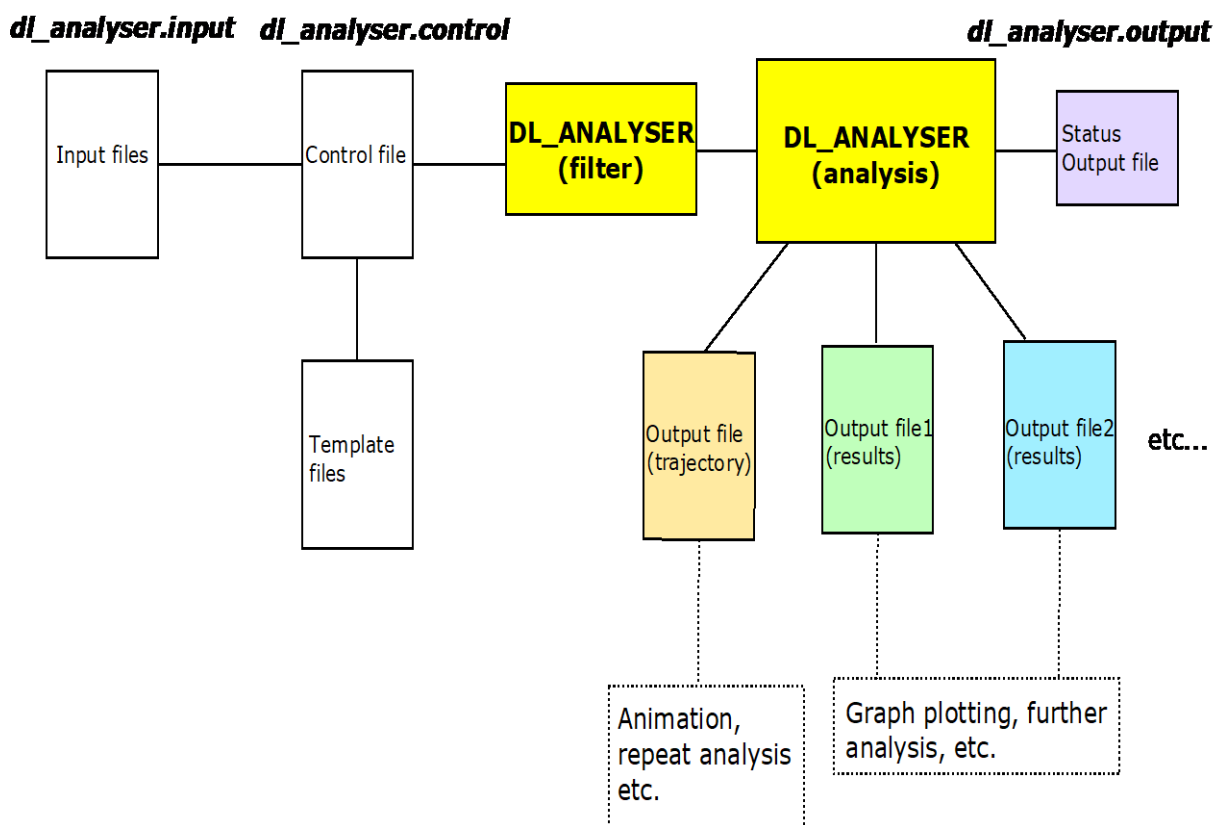 dl_analyser.input
dl_analyser.control
dl_analyser.output
Input files
Control file
DL_ANALYSER
(filter)
DL_ANALYSER
(analysis)
Status
Output file
Template
files
Output file
(trajectory)
Output file1
(results)
Output file2
(results)
etc...
Animation,
repeat analysis
etc.
Graph plotting, further
analysis, etc.